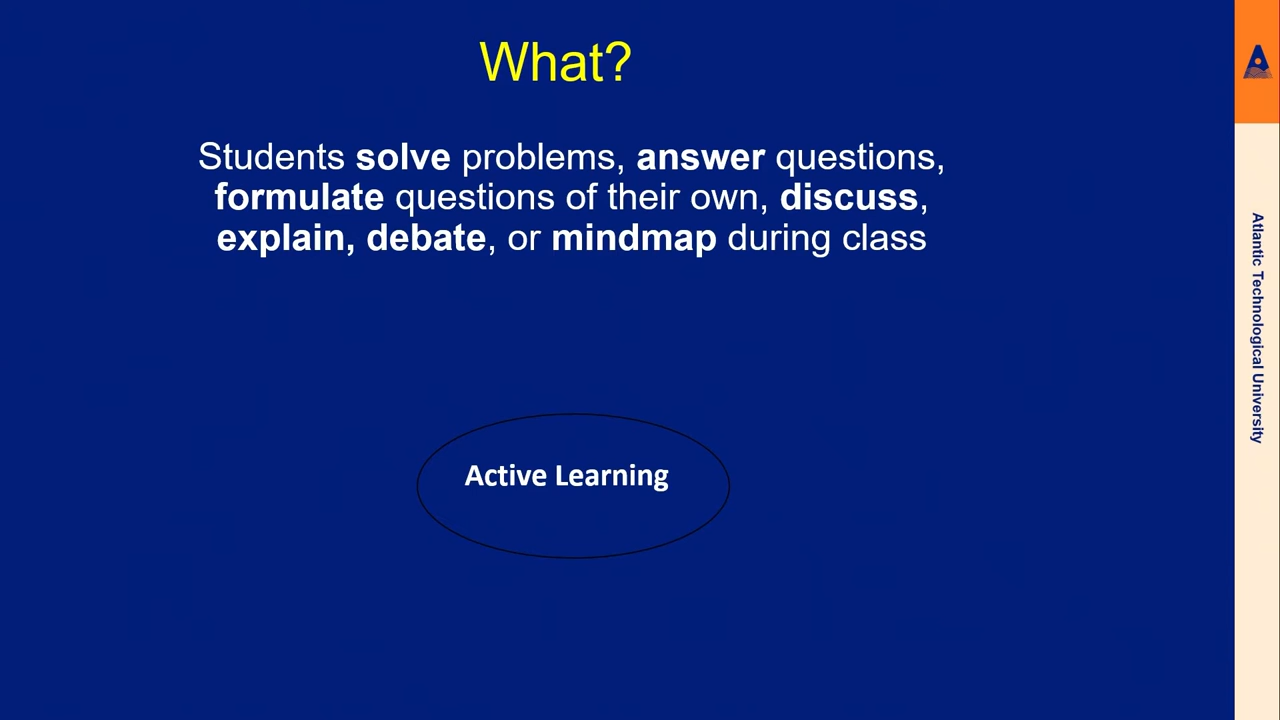 What?
Students solve problems, answer questions,
formulate questions of their own, discuss,
explain, debate, or mindmap during class
Active Learning
Atlantic Technological University